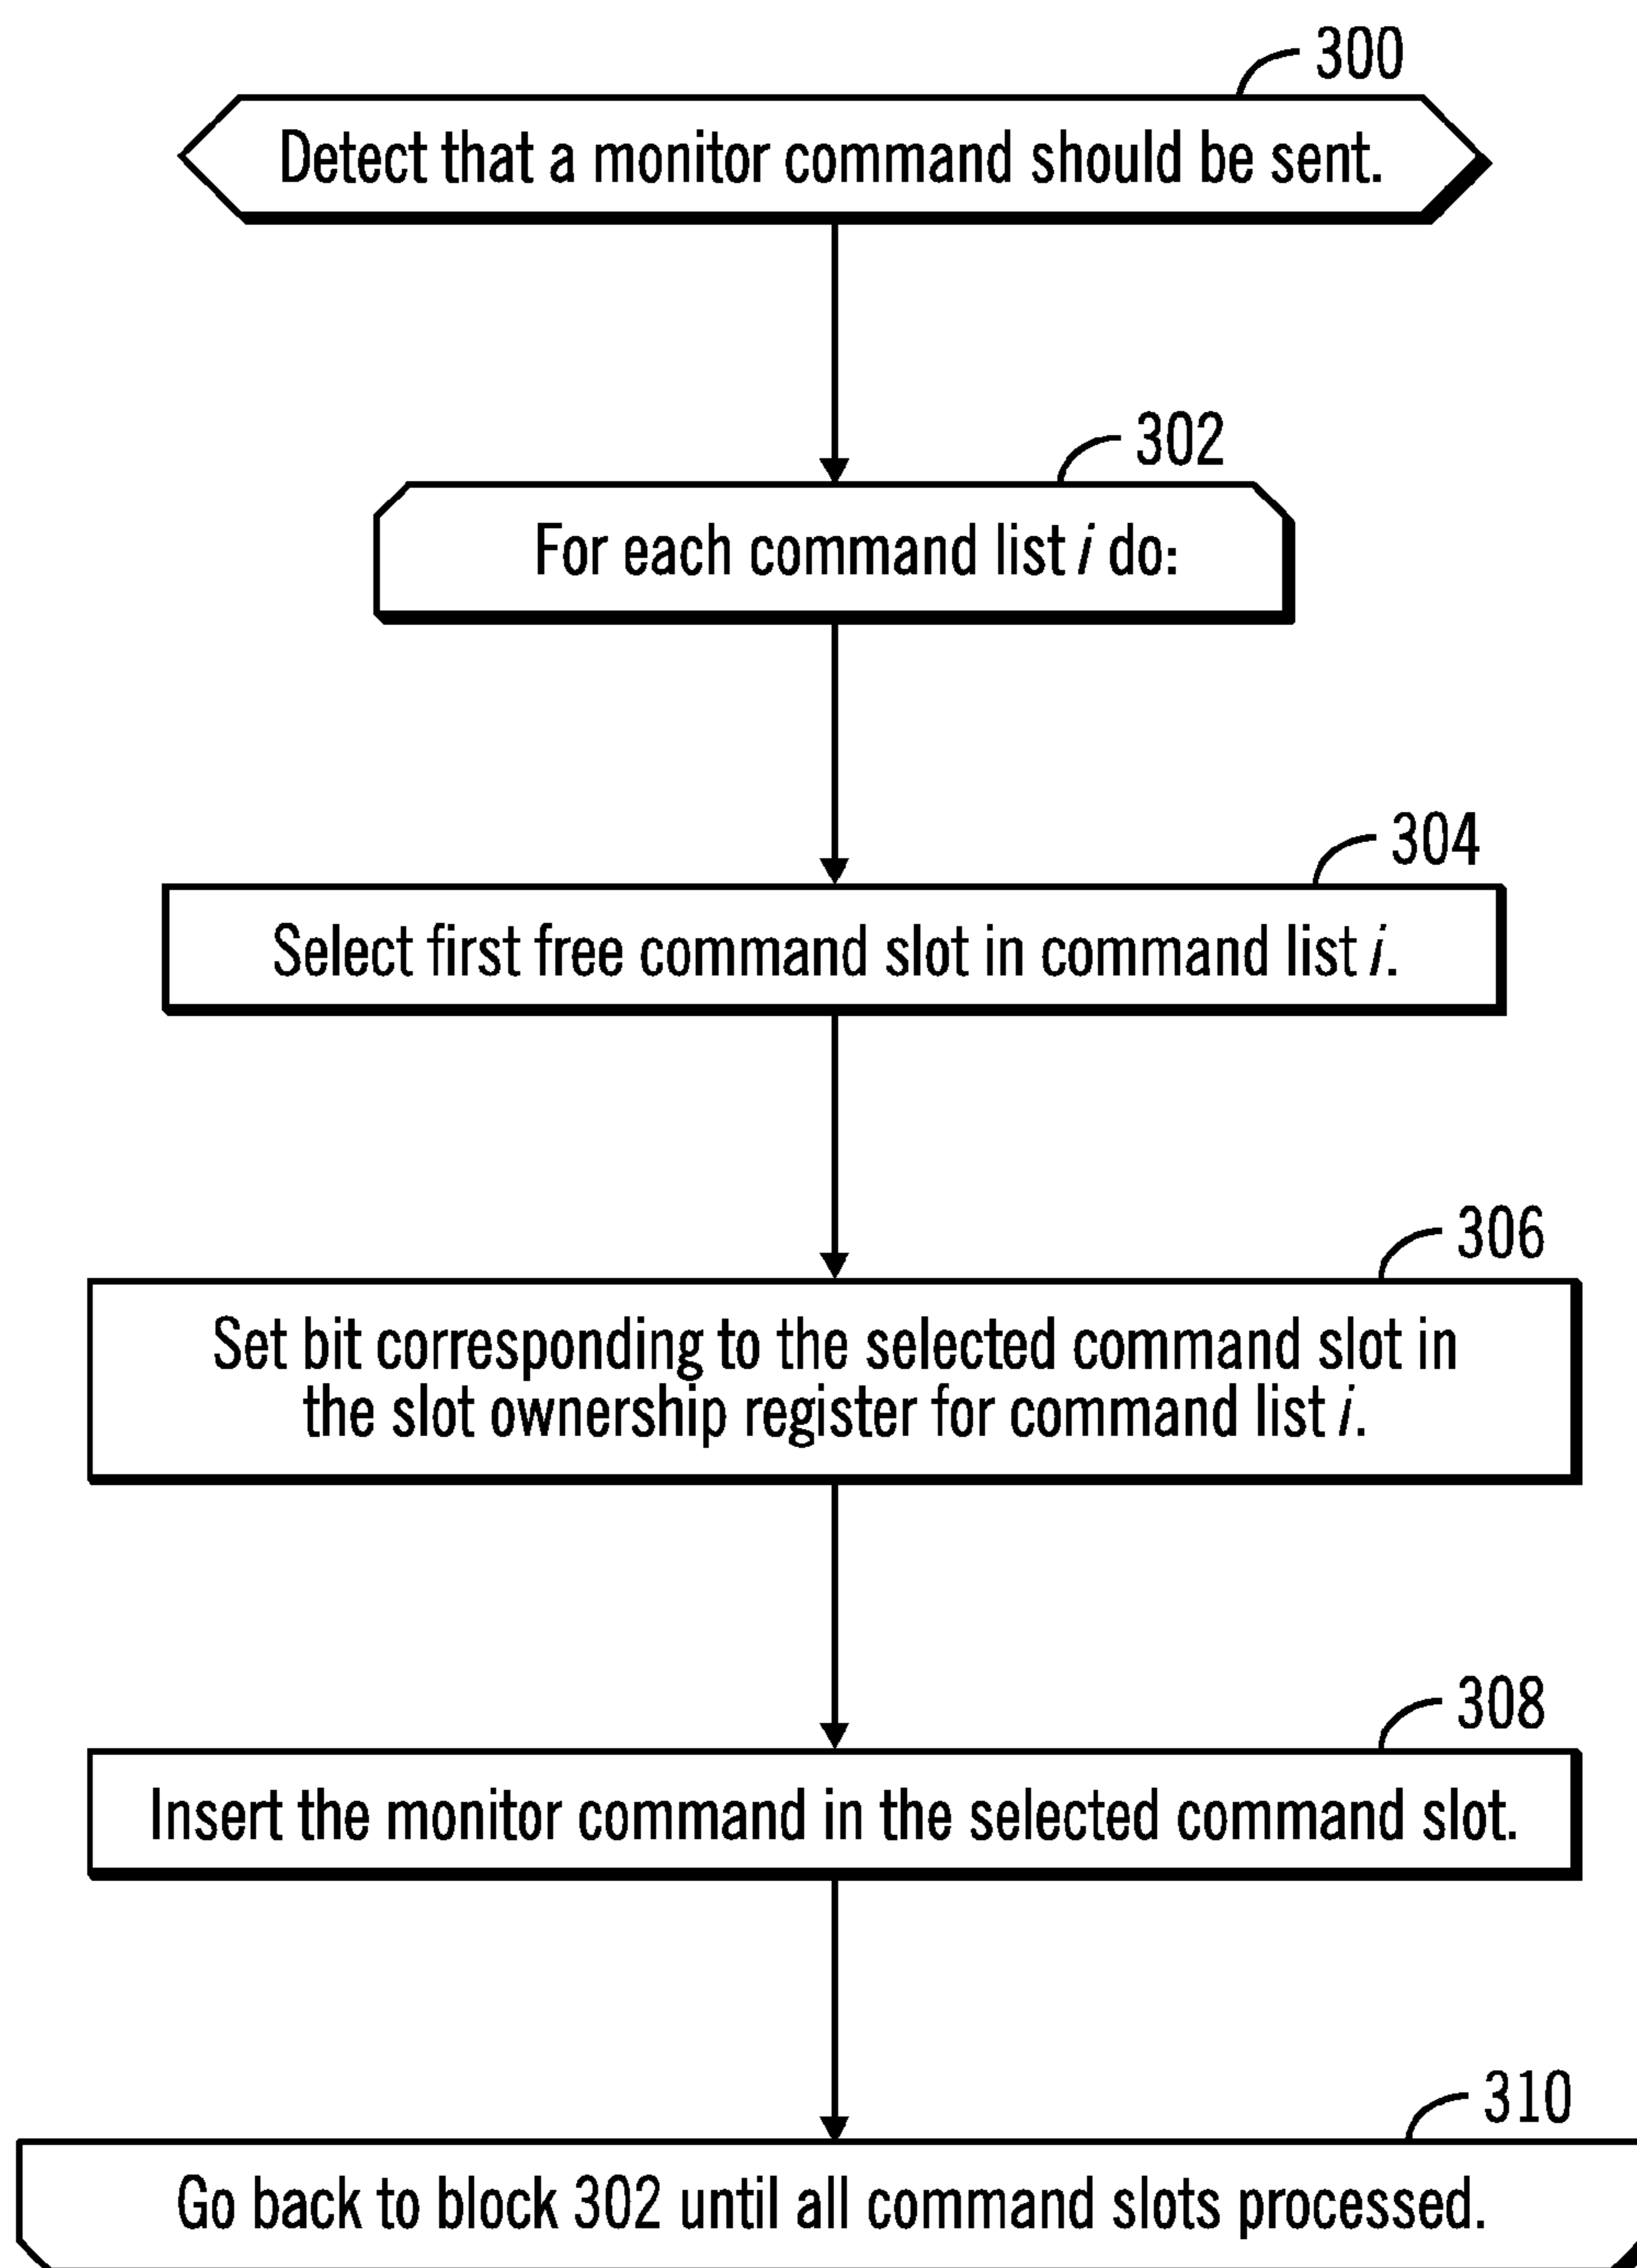 300
Detect that a monitor command should be sent.
302
For each command list i do:
304
Select first free command slot in command list i.
306
Set bit corresponding to the selected command slot in
the slot ownership register for command list i.
308
Insert the monitor command in the selected command slot.
310
Go back to block 302 until all command slots processed.